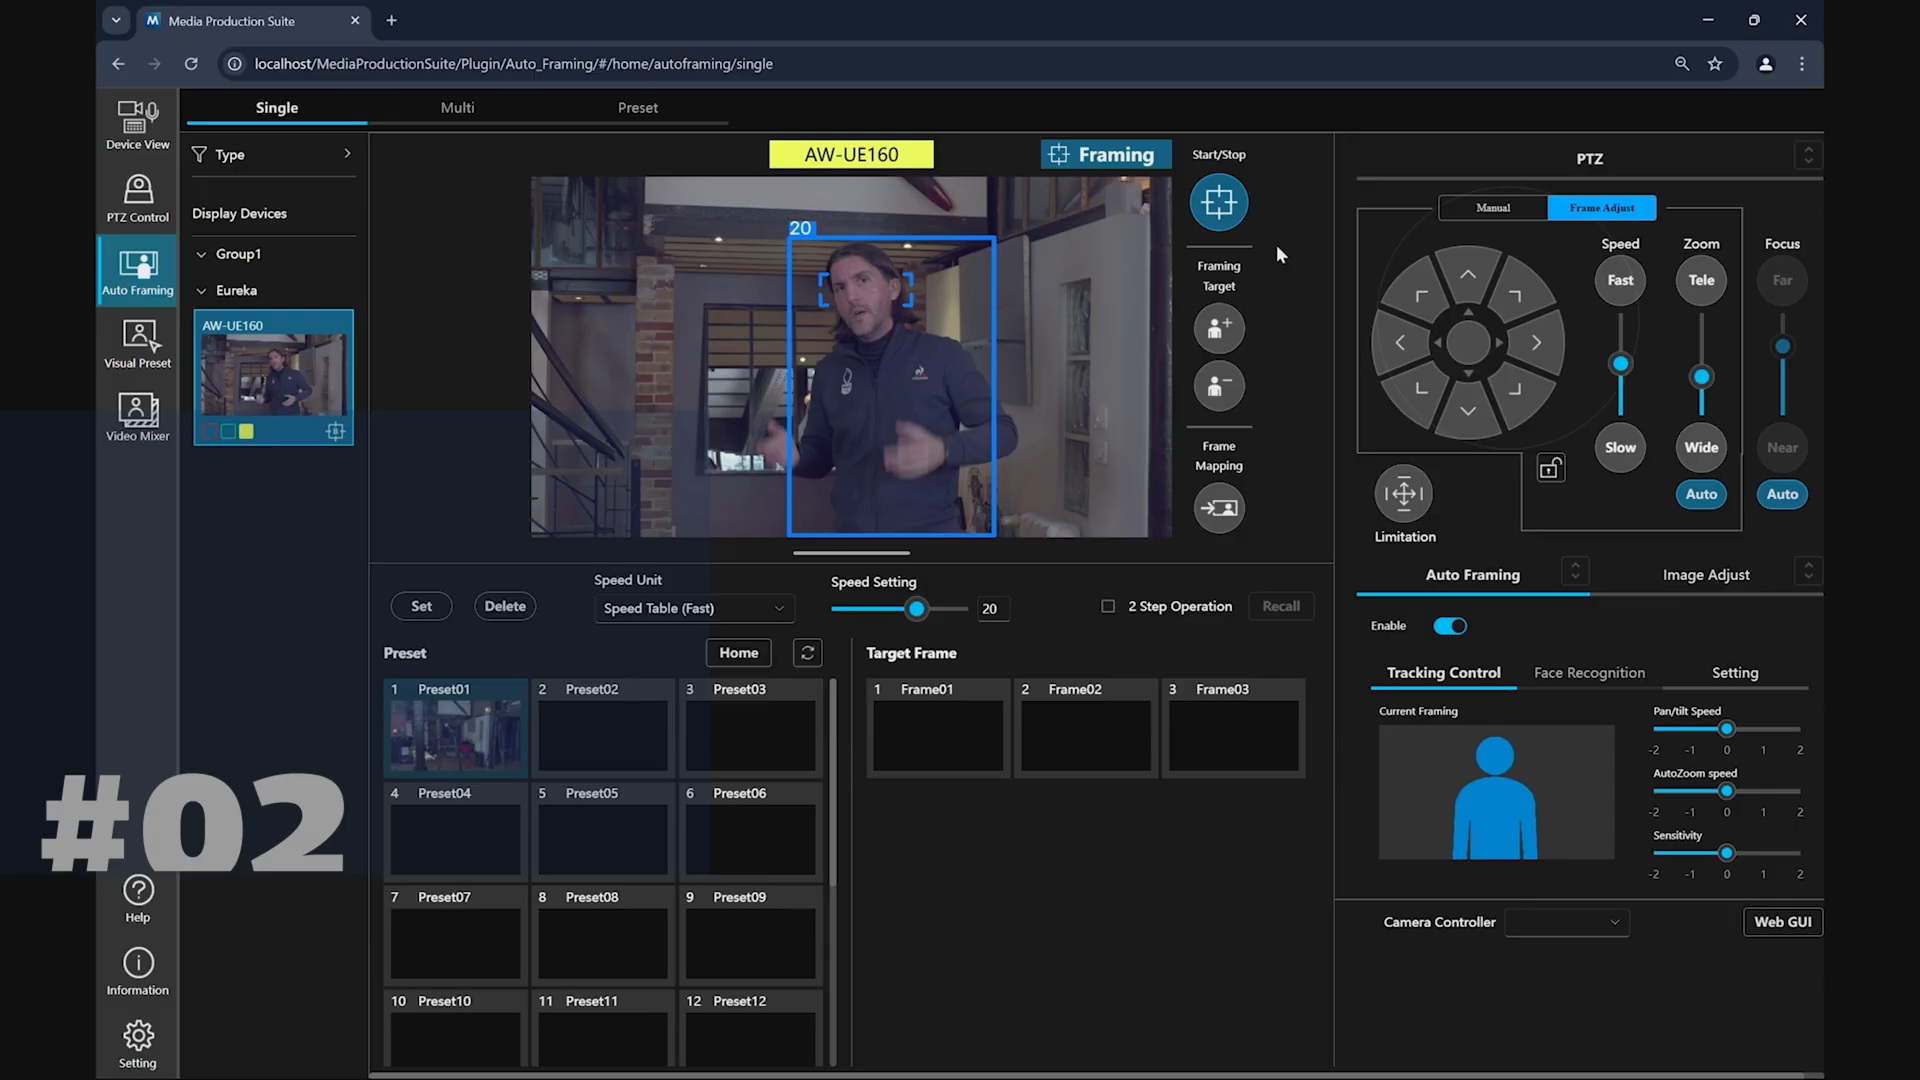 Media Production Suite
localhost/MediaProductionSuite/Plugin/Auto_Framing/#/home/autoframing/single
Device View
PTZ Control
Auto Framing
Visual Preset
Video Mixer
#02
Help
Information
Setting
Single
Multi
Preset
Type
Display Devices
Group1
Eureka
AW-UE160
AW-UE160
Framing
20
Start/Stop
Framing
Target
Frame
Mapping
PTZ
Manual
Frame Adjust
Speed
Zoom
Focus
Fast
Tele
Far
Slow
Wide
Near
Auto
Auto
Limitation
Set
Delete
Speed Unit
Speed Table (Fast)
Speed Setting
20
2 Step Operation
Recall
Preset
Home
1 Preset01
2 Preset02
3 Preset03
4 Preset04
5 Preset05
6 Preset06
7 Preset07
8 Preset08
9 Preset09
10 Preset10
11 Preset11
12 Preset12
Target Frame
1 Frame01
2 Frame02
3 Frame03
Auto Framing
Image Adjust
Enable
Tracking Control
Face Recognition
Setting
Current Framing
Pan/tilt Speed
-2 -1 0 1 2
AutoZoom speed
-2 -1 0 1 2
Sensitivity
-2 -1 0 1 2
Camera Controller
Web GUI